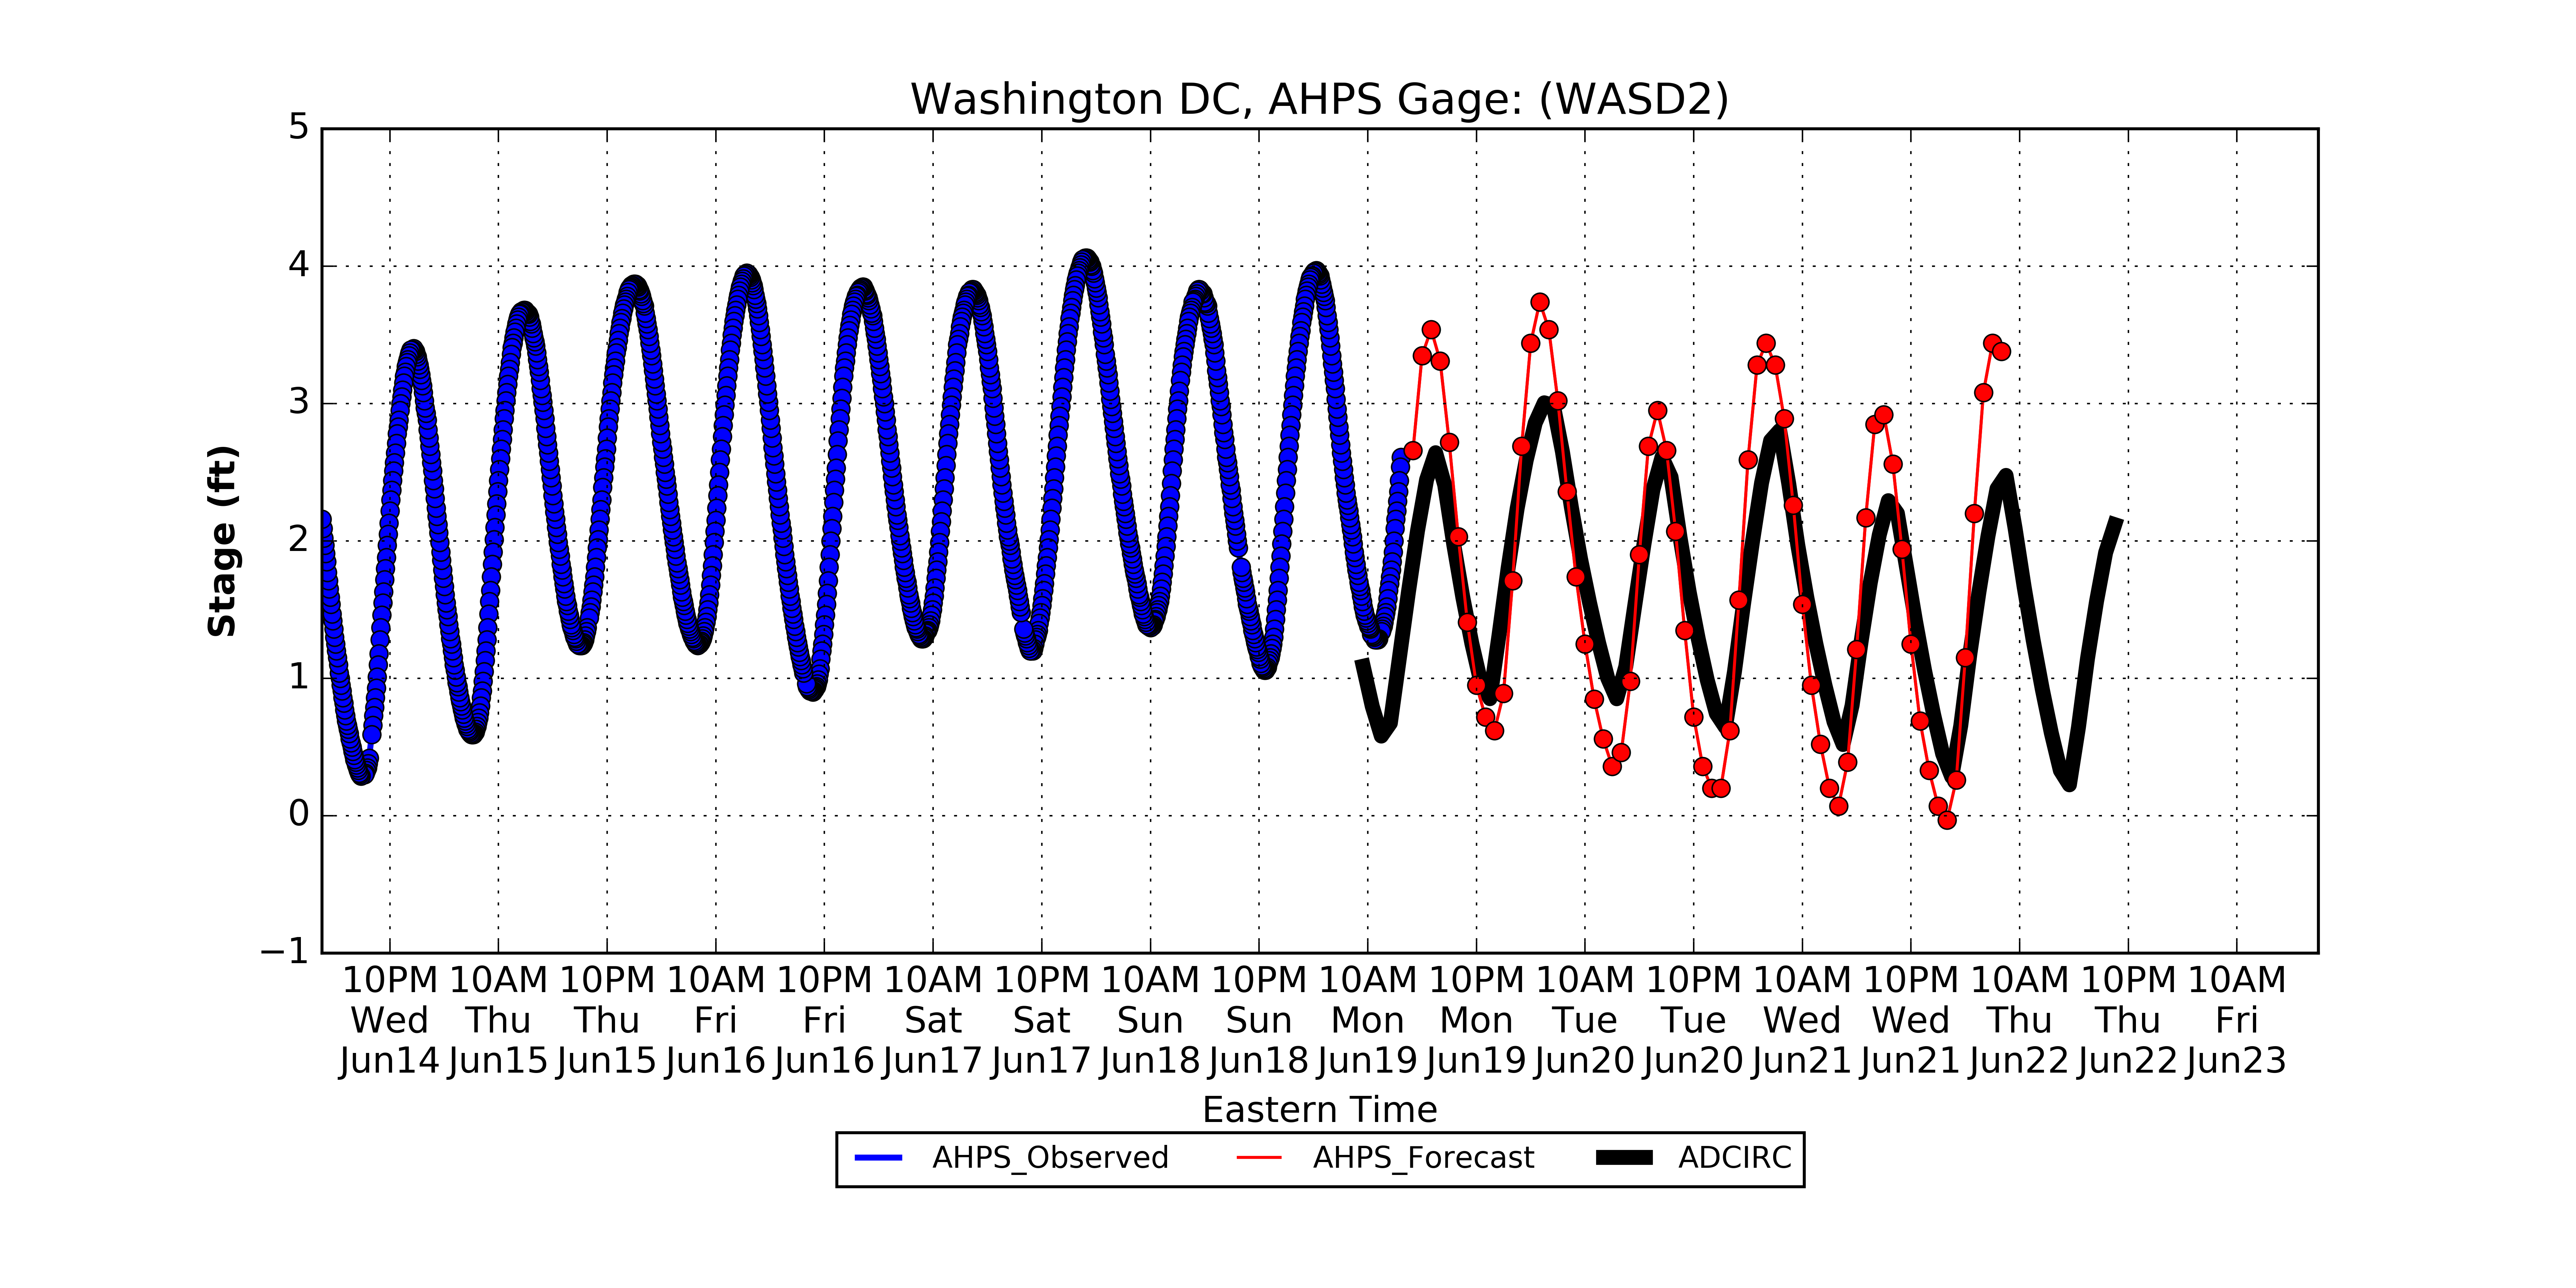 Washington DC, AHPS Gage: (WASD2)
5
4
3
2
1
0
−1
Stage (ft)
10PM 10AM 10PM 10AM 10PM 10AM 10PM 10AM 10PM 10AM 10PM 10AM 10PM 10AM 10PM 10AM 10PM 10AM
Wed Thu Thu Fri Fri Sat Sat Sun Sun Mon Mon Tue Tue Wed Wed Thu Thu Fri
Jun14 Jun15 Jun15 Jun16 Jun16 Jun17 Jun17 Jun18 Jun18 Jun19 Jun19 Jun20 Jun20 Jun21 Jun21 Jun22 Jun22 Jun23
Eastern Time
AHPS_Observed AHPS_Forecast ADCIRC